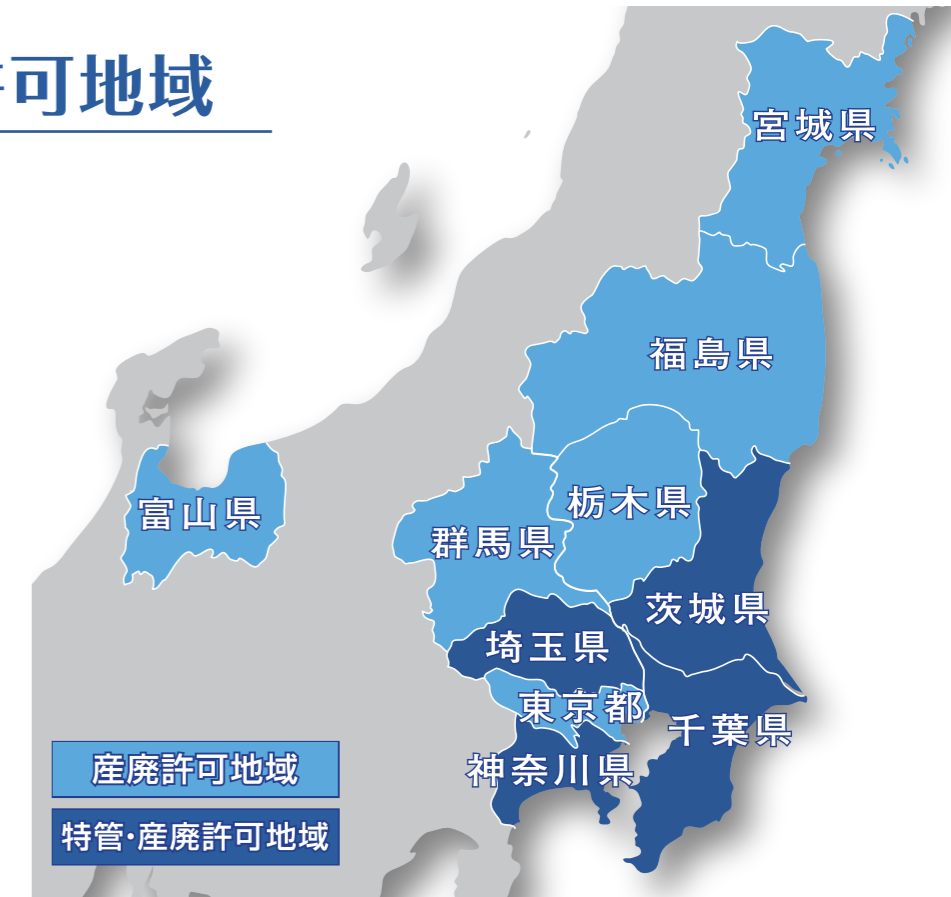 可地域
宮城県
福島県
栃木県
富山県
群馬県
茨城県
埼玉県
東京都
千葉県
神奈川県
産廃許可地域
特管・産廃許可地域